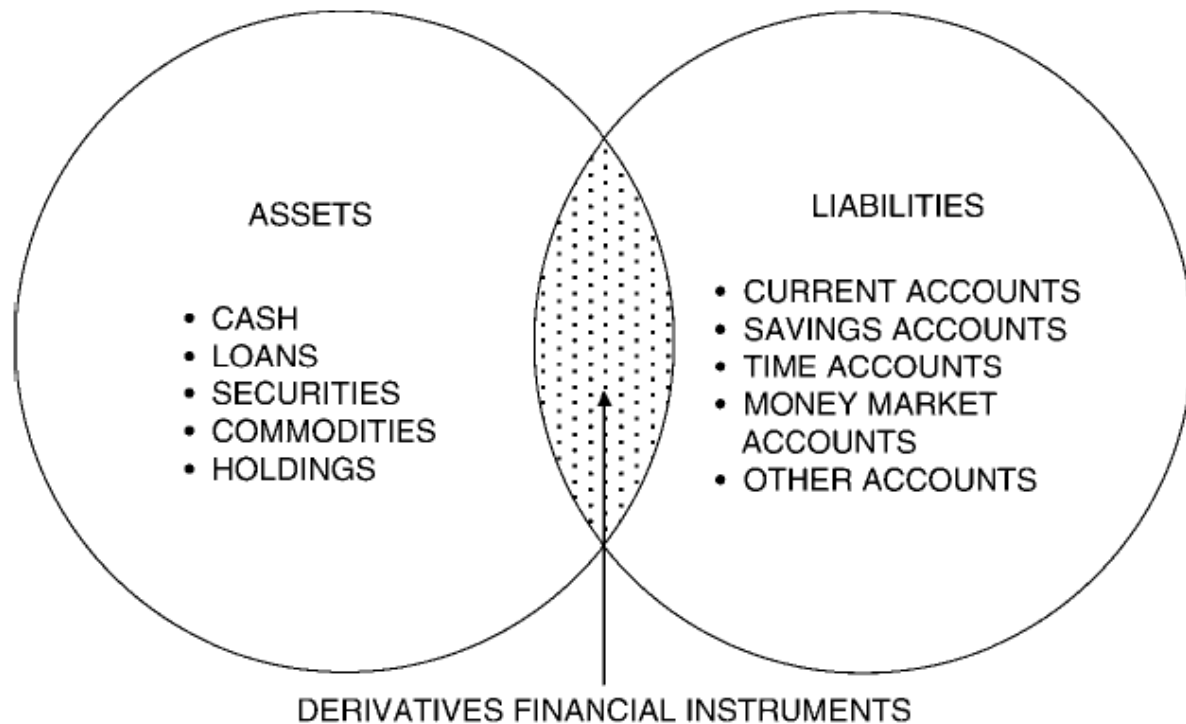 ASSETS
• CASH
• LOANS
• SECURITIES
• COMMODITIES
• HOLDINGS
LIABILITIES
• CURRENT ACCOUNTS
• SAVINGS ACCOUNTS
• TIME ACCOUNTS
• MONEY MARKET
ACCOUNTS
• OTHER ACCOUNTS
DERIVATIVES FINANCIAL INSTRUMENTS